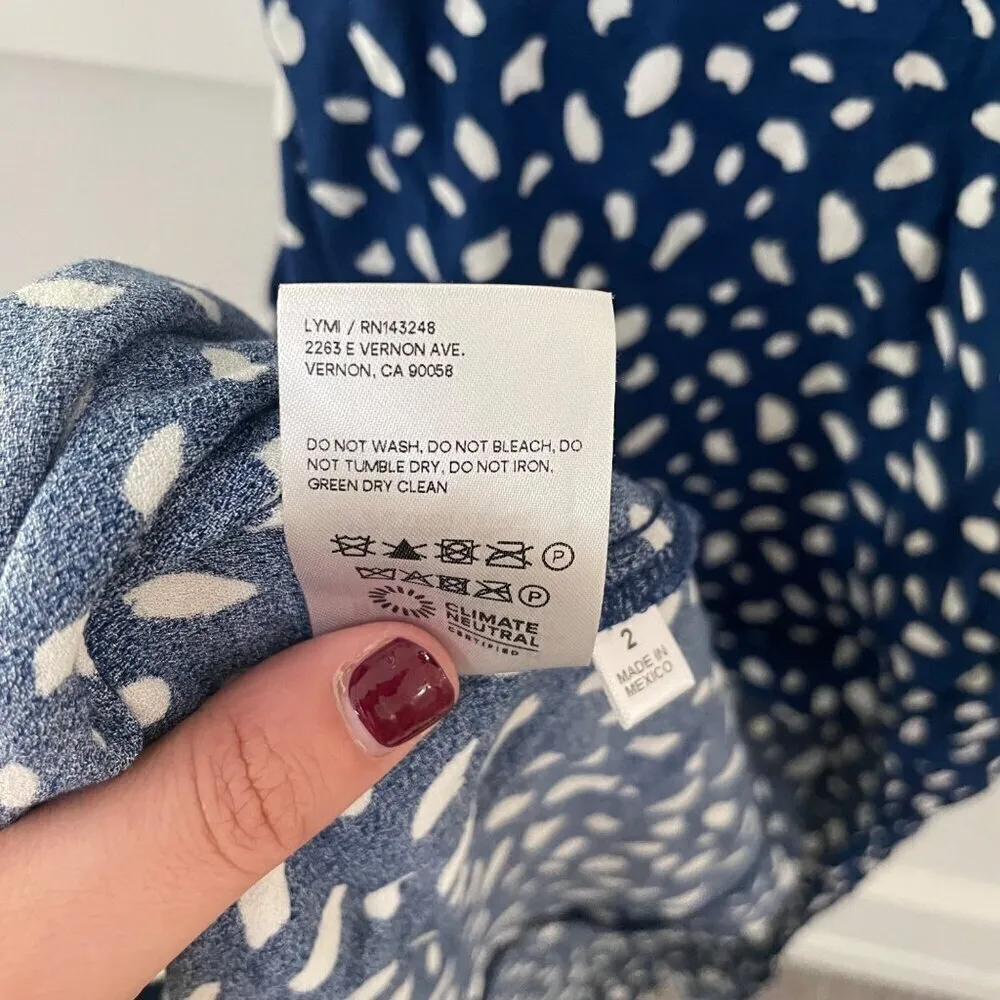 LYMI / RN143248
2263 E VERNON AVE.
VERNON, CA 90058
DO NOT WASH, DO NOT BLEACH, DO
NOT TUMBLE DRY, DO NOT IRON.
GREEN DRY CLEAN
P
P
CLIMATE
NEUTRAL
CERTIFIED
2
MADE IN
MEXICO